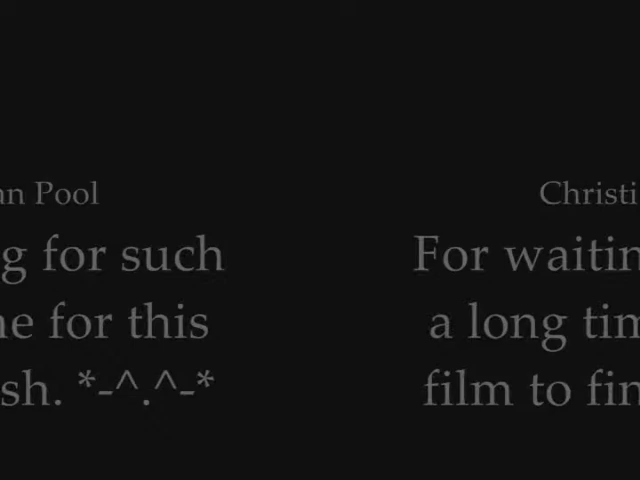 an Pool
g for such
ne for this
sh. *-^.^-*
Christi
For waitin
a long tim
film to fin